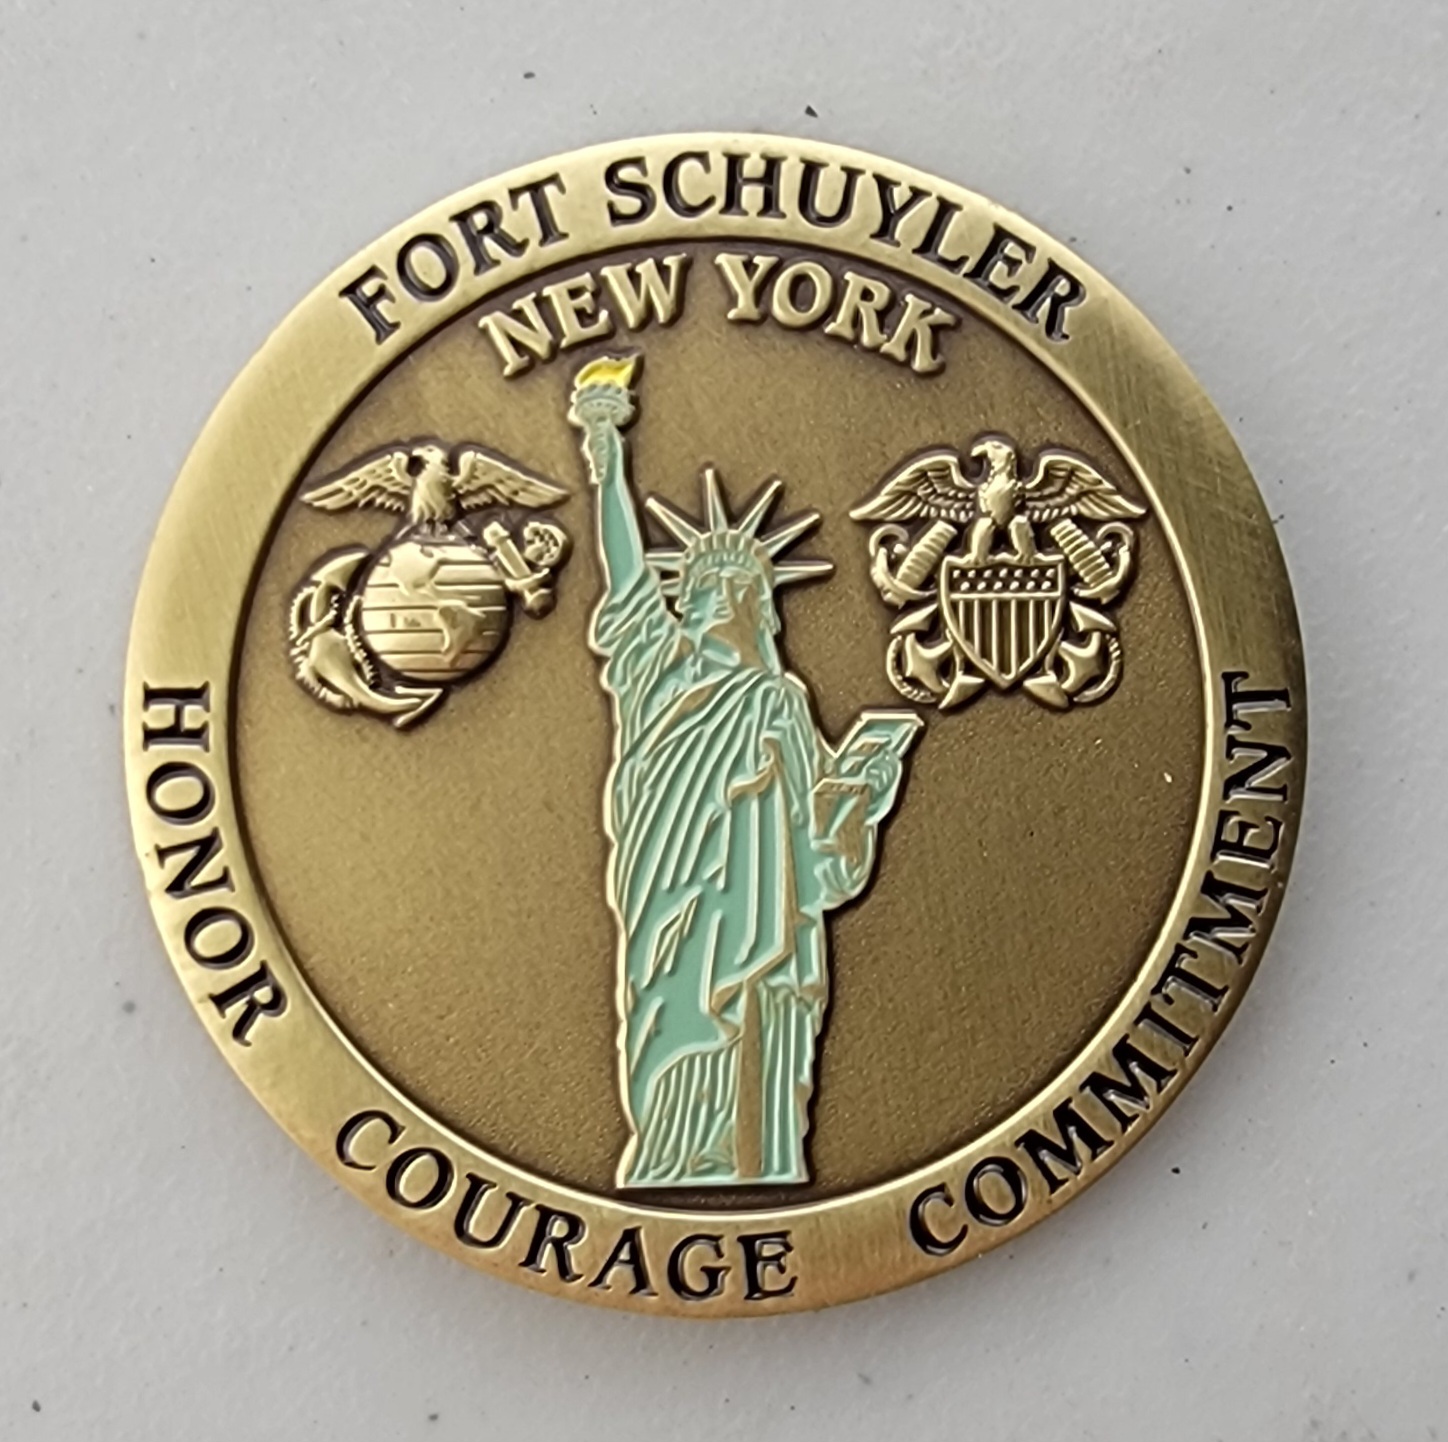 FORT SCHUYLER
NEW YORK
HONOR
COURAGE
COMMITMENT